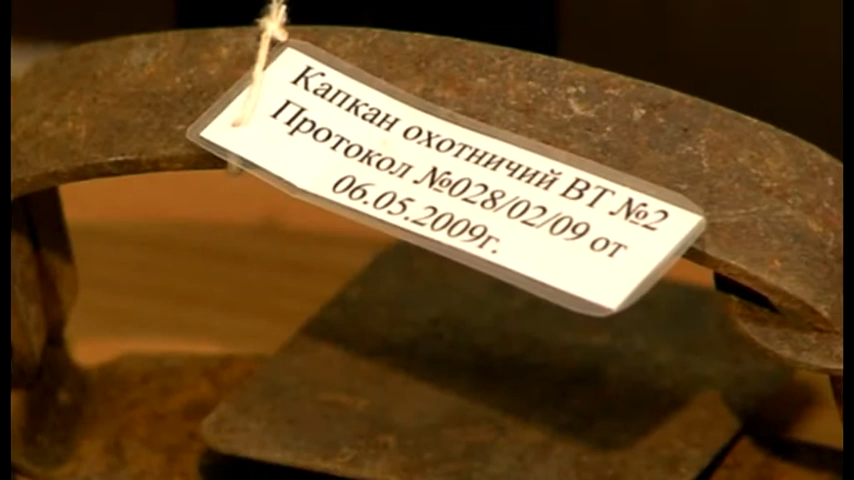 Капкан охотничий ВТ №2
Протокол №028/02/09 от
06.05.2009г.